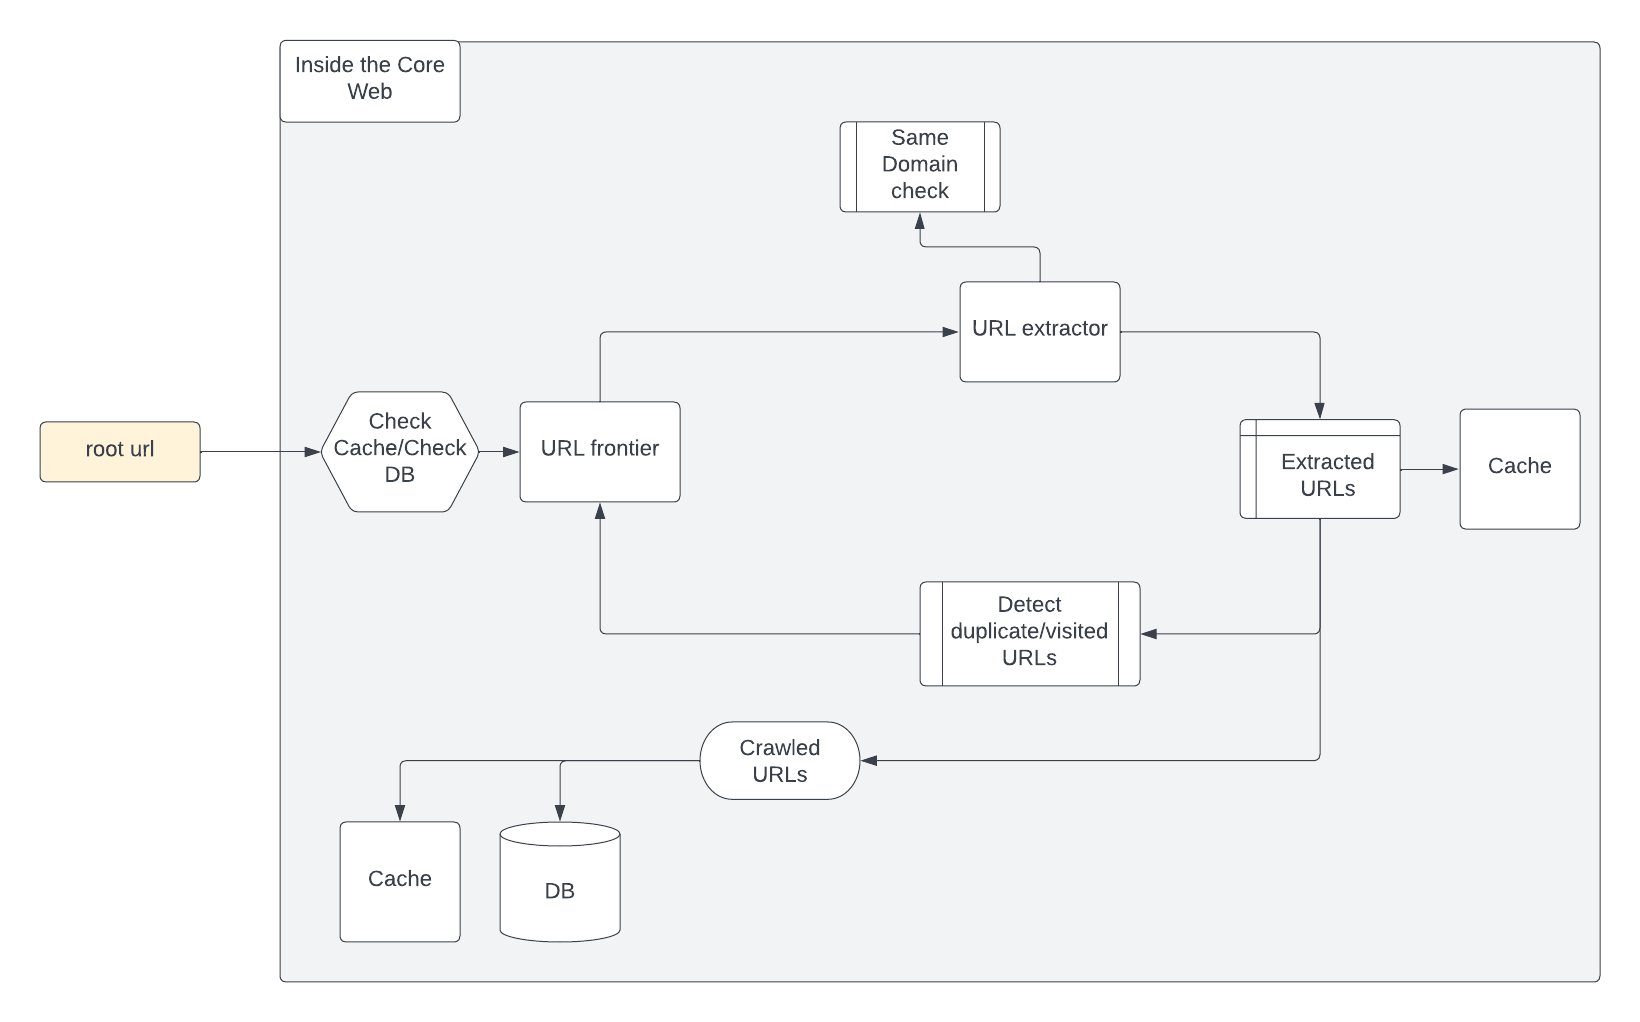 Inside the Core
Web
Same
Domain
check
URL extractor
root url
Check
Cache/Check
DB
URL frontier
Extracted
URLs
Cache
Detect
duplicate/visited
URLs
Crawled
URLs
Cache
DB